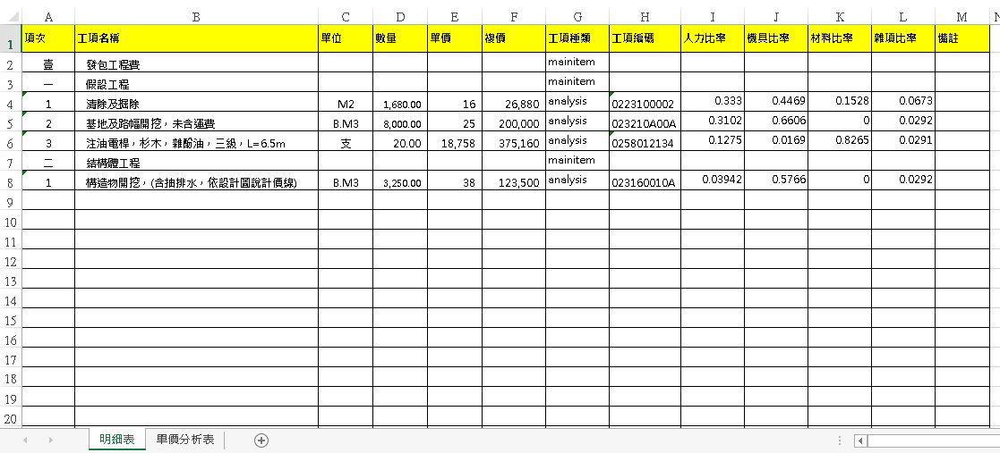 A B C D E F G H I J K L M N
1 項次 工項名稱 單位 數量 單價 複價 工項種類 工項編碼 人力比率 機具比率 材料比率 雜項比率 備註
2 壹 發包工程費 mainitem
3 一 假設工程 mainitem
4 1 清除及掘除 M2 1,680.00 16 26,880 analysis 0223100002 0.333 0.4469 0.1528 0.0673
5 2 基地及路幅開挖，未含運費 B.M3 8,000.00 25 200,000 analysis 023210A00A 0.3102 0.6606 0 0.0292
6 3 注油電桿，杉木，雜酚油，三級，L=6.5m 支 20.00 18,758 375,160 analysis 0258012134 0.1275 0.0169 0.8265 0.0291
7 二 結構體工程 mainitem
8 1 構造物開挖，(含抽排水，依設計圖說計價線) B.M3 3,250.00 38 123,500 analysis 023160010A 0.03942 0.5766 0 0.0292
9
10
11
12
13
14
15
16
17
18
19
20
明細表 單價分析表